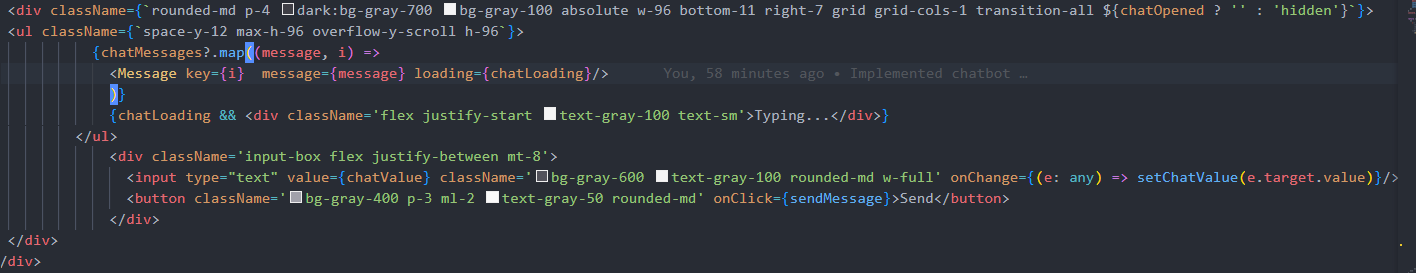 <div className={`rounded-md p-4 dark:bg-gray-700 bg-gray-100 absolute w-96 bottom-11 right-7 grid grid-cols-1 transition-all ${chatOpened ? '' : 'hidden'}`}>
<ul className={`space-y-12 max-h-96 overflow-y-scroll h-96`}>
{chatMessages?.map((message, i) =>
<Message key={i}  message={message} loading={chatLoading}/> You, 58 minutes ago • Implemented chatbot …
)}
{chatLoading && <div className='flex justify-start text-gray-100 text-sm'>Typing...</div>}
</ul>
<div className='input-box flex justify-between mt-8'>
<input type="text" value={chatValue} className='bg-gray-600 text-gray-100 rounded-md w-full' onChange={(e: any) => setChatValue(e.target.value)}/>
<button className='bg-gray-400 p-3 ml-2 text-gray-50 rounded-md' onClick={sendMessage}>Send</button>
</div>
</div>
/div>